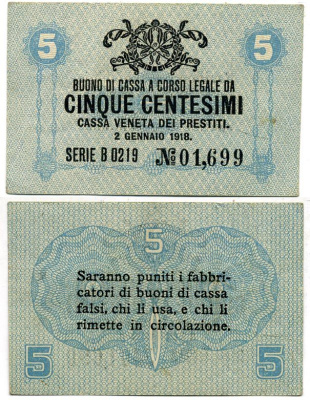 5 5
BUONO DI CASSA A CORSO LEGALE DA
CINQUE CENTESIMI
CASSA VENETA DEI PRESTITI.
2 GENNAIO 1918.
SERIE B 0219 No 01,699
5
Saranno puniti i fabbri-
catori di buoni di cassa
falsi, chi li usa, e chi li
rimette in circolazione.
5 5